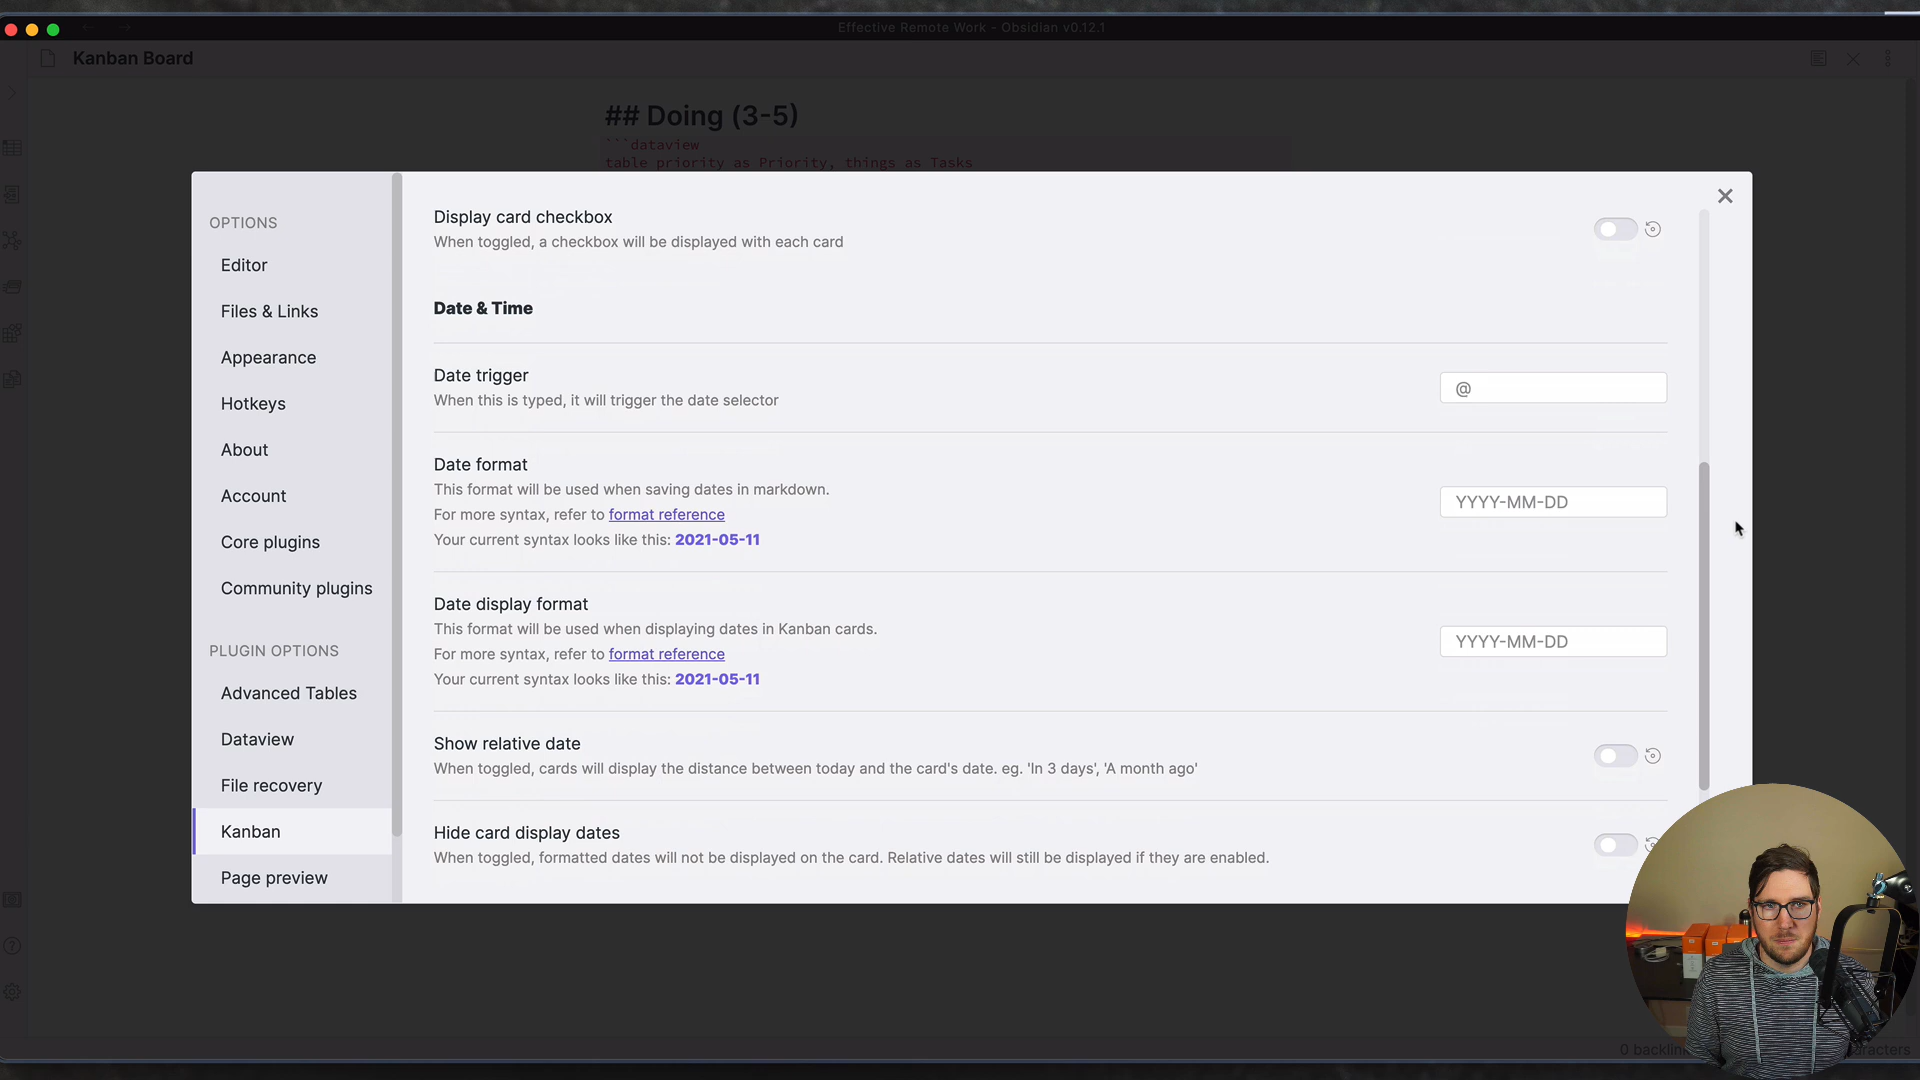 Effective Remote Work - Obsidian v0.12.1
Kanban Board
## Doing (3-5)
```dataview
table priority as Priority, things as Tasks
OPTIONS
Editor
Files & Links
Appearance
Hotkeys
About
Account
Core plugins
Community plugins
PLUGIN OPTIONS
Advanced Tables
Dataview
File recovery
Kanban
Page preview
Display card checkbox
When toggled, a checkbox will be displayed with each card
Date & Time
Date trigger
When this is typed, it will trigger the date selector
@
Date format
This format will be used when saving dates in markdown.
For more syntax, refer to format reference
Your current syntax looks like this: 2021-05-11
YYYY-MM-DD
Date display format
This format will be used when displaying dates in Kanban cards.
For more syntax, refer to format reference
Your current syntax looks like this: 2021-05-11
YYYY-MM-DD
Show relative date
When toggled, cards will display the distance between today and the card's date. eg. 'In 3 days', 'A month ago'
Hide card display dates
When toggled, formatted dates will not be displayed on the card. Relative dates will still be displayed if they are enabled.
0